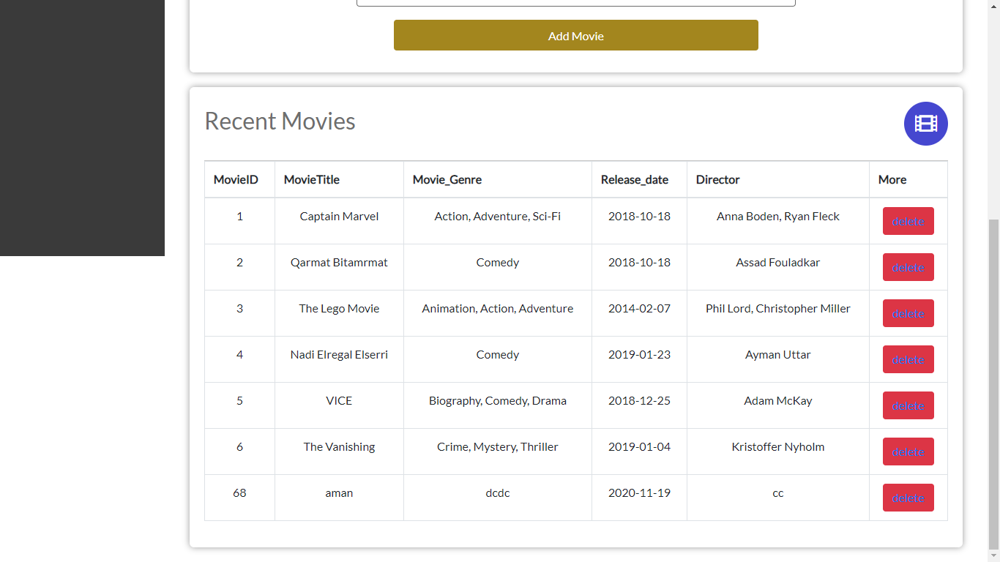 Add Movie
Recent Movies
MovieID MovieTitle Movie_Genre Release_date Director More
1 Captain Marvel Action, Adventure, Sci-Fi 2018-10-18 Anna Boden, Ryan Fleck delete
2 Qarmat Bitamrmat Comedy 2018-10-18 Assad Fouladkar delete
3 The Lego Movie Animation, Action, Adventure 2014-02-07 Phil Lord, Christopher Miller delete
4 Nadi Elregal Elserri Comedy 2019-01-23 Ayman Uttar delete
5 VICE Biography, Comedy, Drama 2018-12-25 Adam McKay delete
6 The Vanishing Crime, Mystery, Thriller 2019-01-04 Kristoffer Nyholm delete
68 aman dcdc 2020-11-19 cc delete